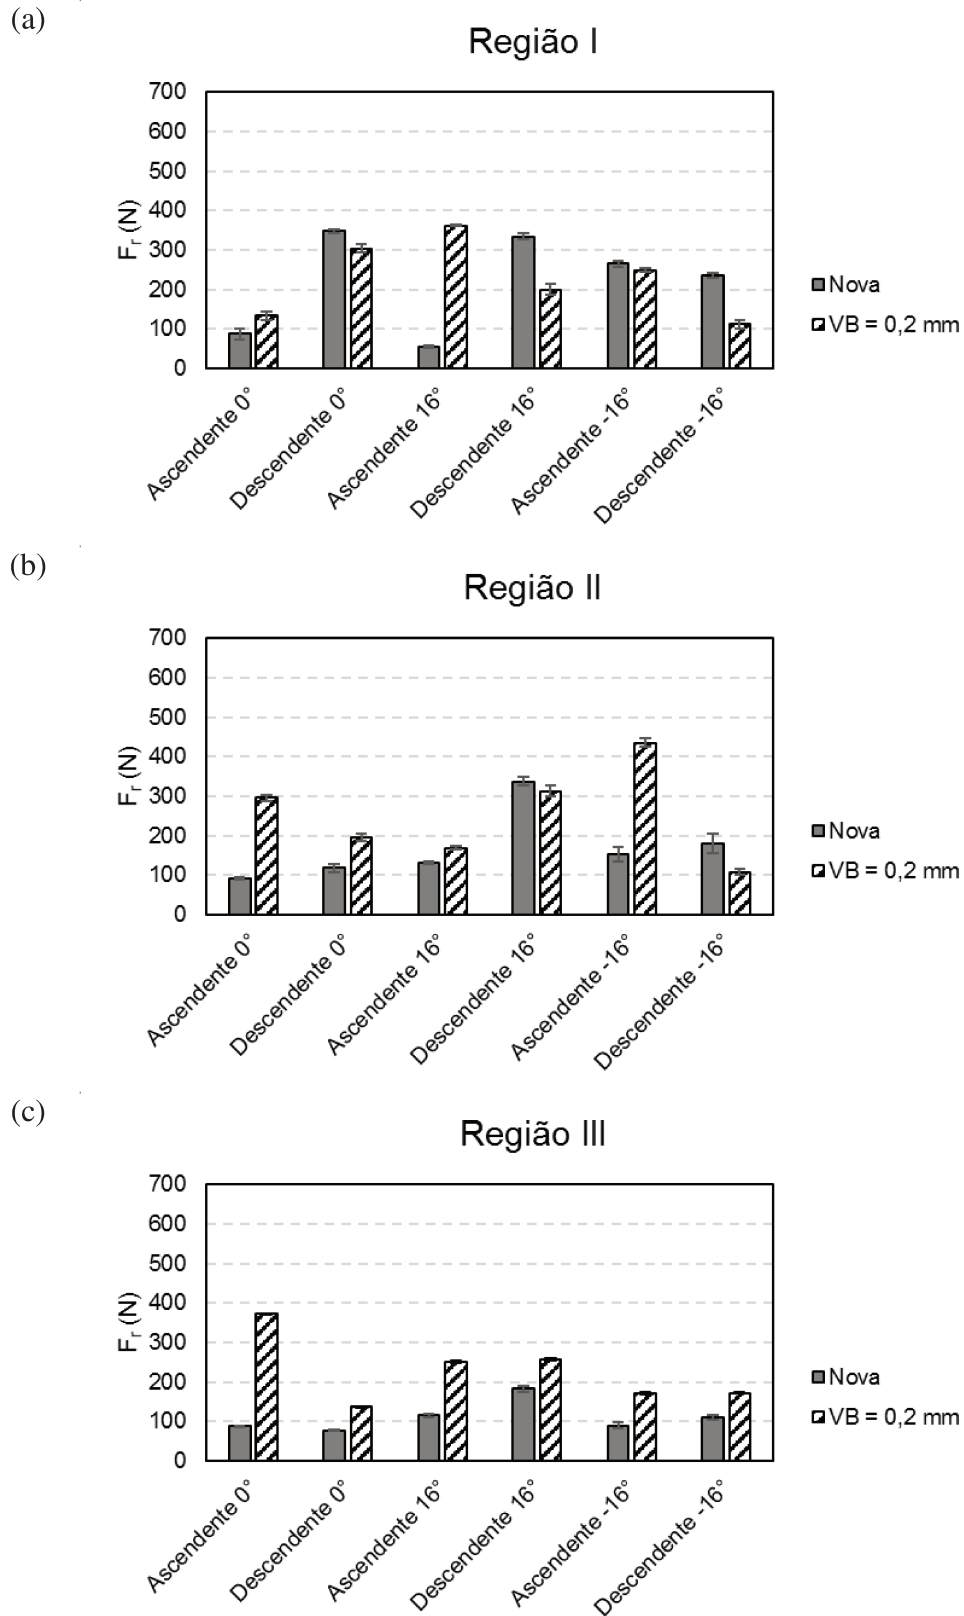 (a)
Região I
700
600
500
400
300
200
100
0
Fr (N)
Nova
VB = 0,2 mm
Ascendente 0°
Descendente 0°
Ascendente 16°
Descendente 16°
Ascendente -16°
Descendente -16°
(b)
Região II
700
600
500
400
300
200
100
0
Fr (N)
Nova
VB = 0,2 mm
Ascendente 0°
Descendente 0°
Ascendente 16°
Descendente 16°
Ascendente -16°
Descendente -16°
(c)
Região III
700
600
500
400
300
200
100
0
Fr (N)
Nova
VB = 0,2 mm
Ascendente 0°
Descendente 0°
Ascendente 16°
Descendente 16°
Ascendente -16°
Descendente -16°